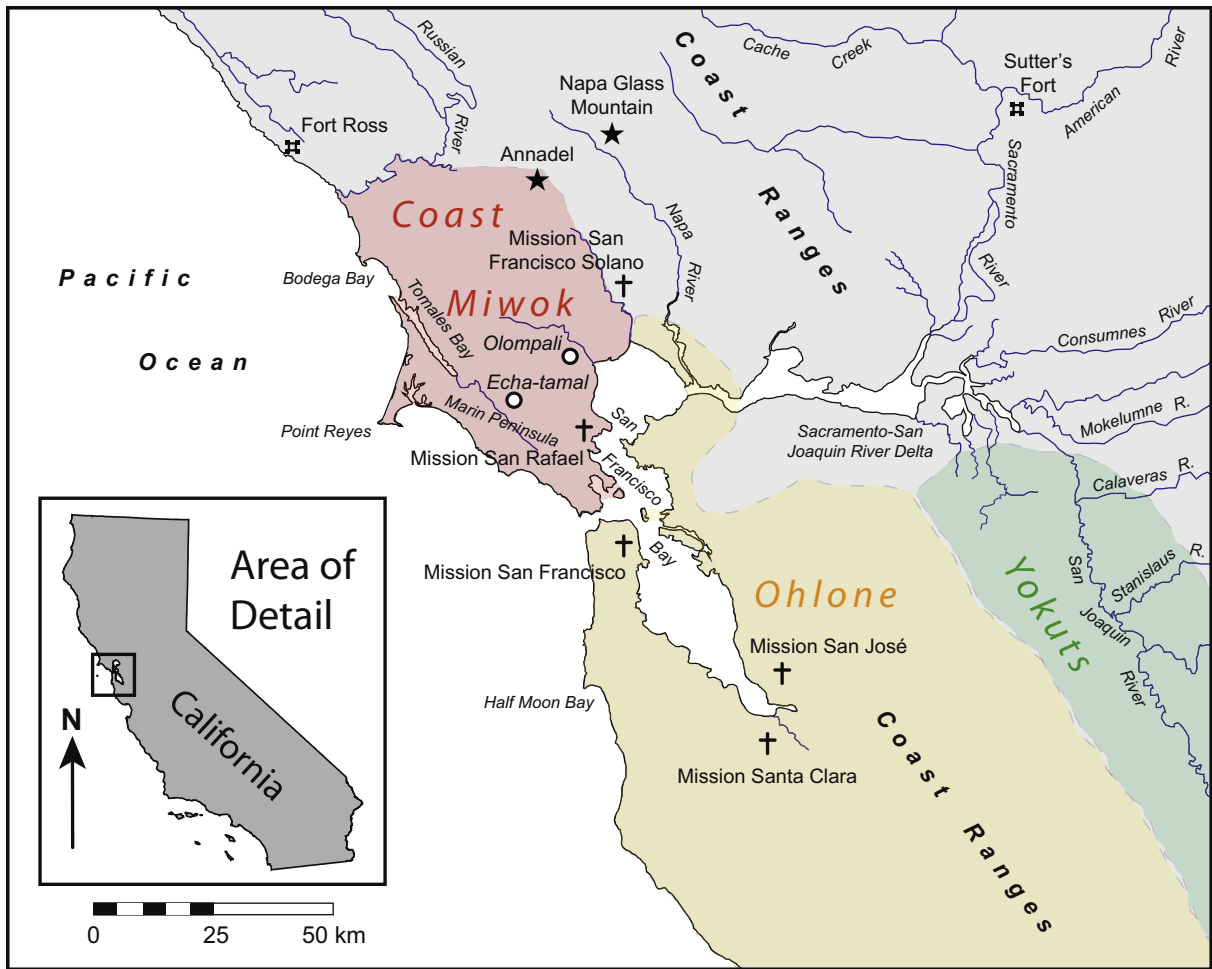 Russian
River
Coast
Ranges
Cache
Creek
Sutter's
Fort
River
American
Napa Glass
Mountain
Fort Ross
Annadel
Sacramento
River
Coast
Miwok
Napa
River
Mission San
Francisco Solano
Pacific
Ocean
Bodega Bay
Tomales Bay
Olompali
Echa-tamal
Marin Peninsula
Point Reyes
Mission San Rafael
San
Francisco
Bay
Consumnes River
Mokelumne R.
Sacramento-San
Joaquin River Delta
Calaveras R.
Stanislaus R.
San
Joaquin
River
Yokuts
Mission San Francisco
Ohlone
Mission San José
Half Moon Bay
Mission Santa Clara
Coast
Ranges
Area of
Detail
California
N
0 25 50 km